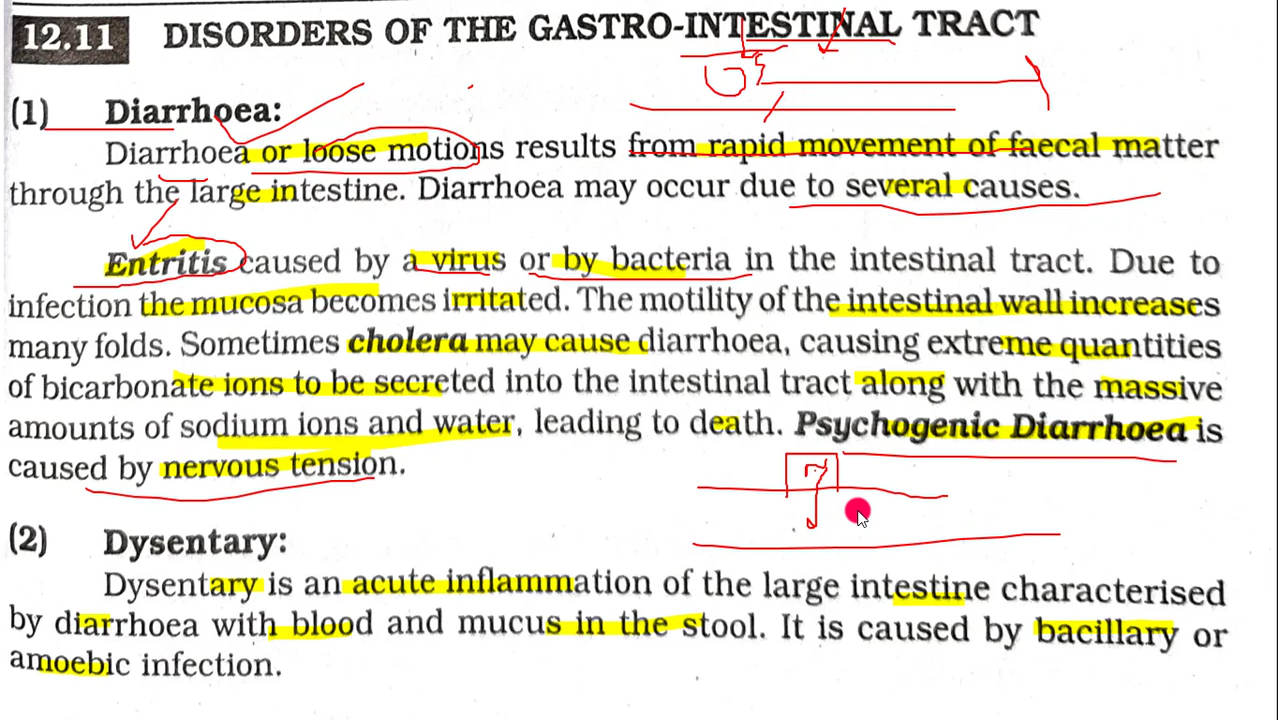 12.11 DISORDERS OF THE GASTRO-INTESTINAL TRACT
(1) Diarrhoea:
Diarrhoea or loose motions results from rapid movement of faecal matter
through the large intestine. Diarrhoea may occur due to several causes.
Entritis caused by a virus or by bacteria in the intestinal tract. Due to
infection the mucosa becomes irritated. The motility of the intestinal wall increases
many folds. Sometimes cholera may cause diarrhoea, causing extreme quantities
of bicarbonate ions to be secreted into the intestinal tract along with the massive
amounts of sodium ions and water, leading to death. Psychogenic Diarrhoea is
caused by nervous tension.
(2) Dysentary:
Dysentary is an acute inflammation of the large intestine characterised
by diarrhoea with blood and mucus in the stool. It is caused by bacillary or
amoebic infection.